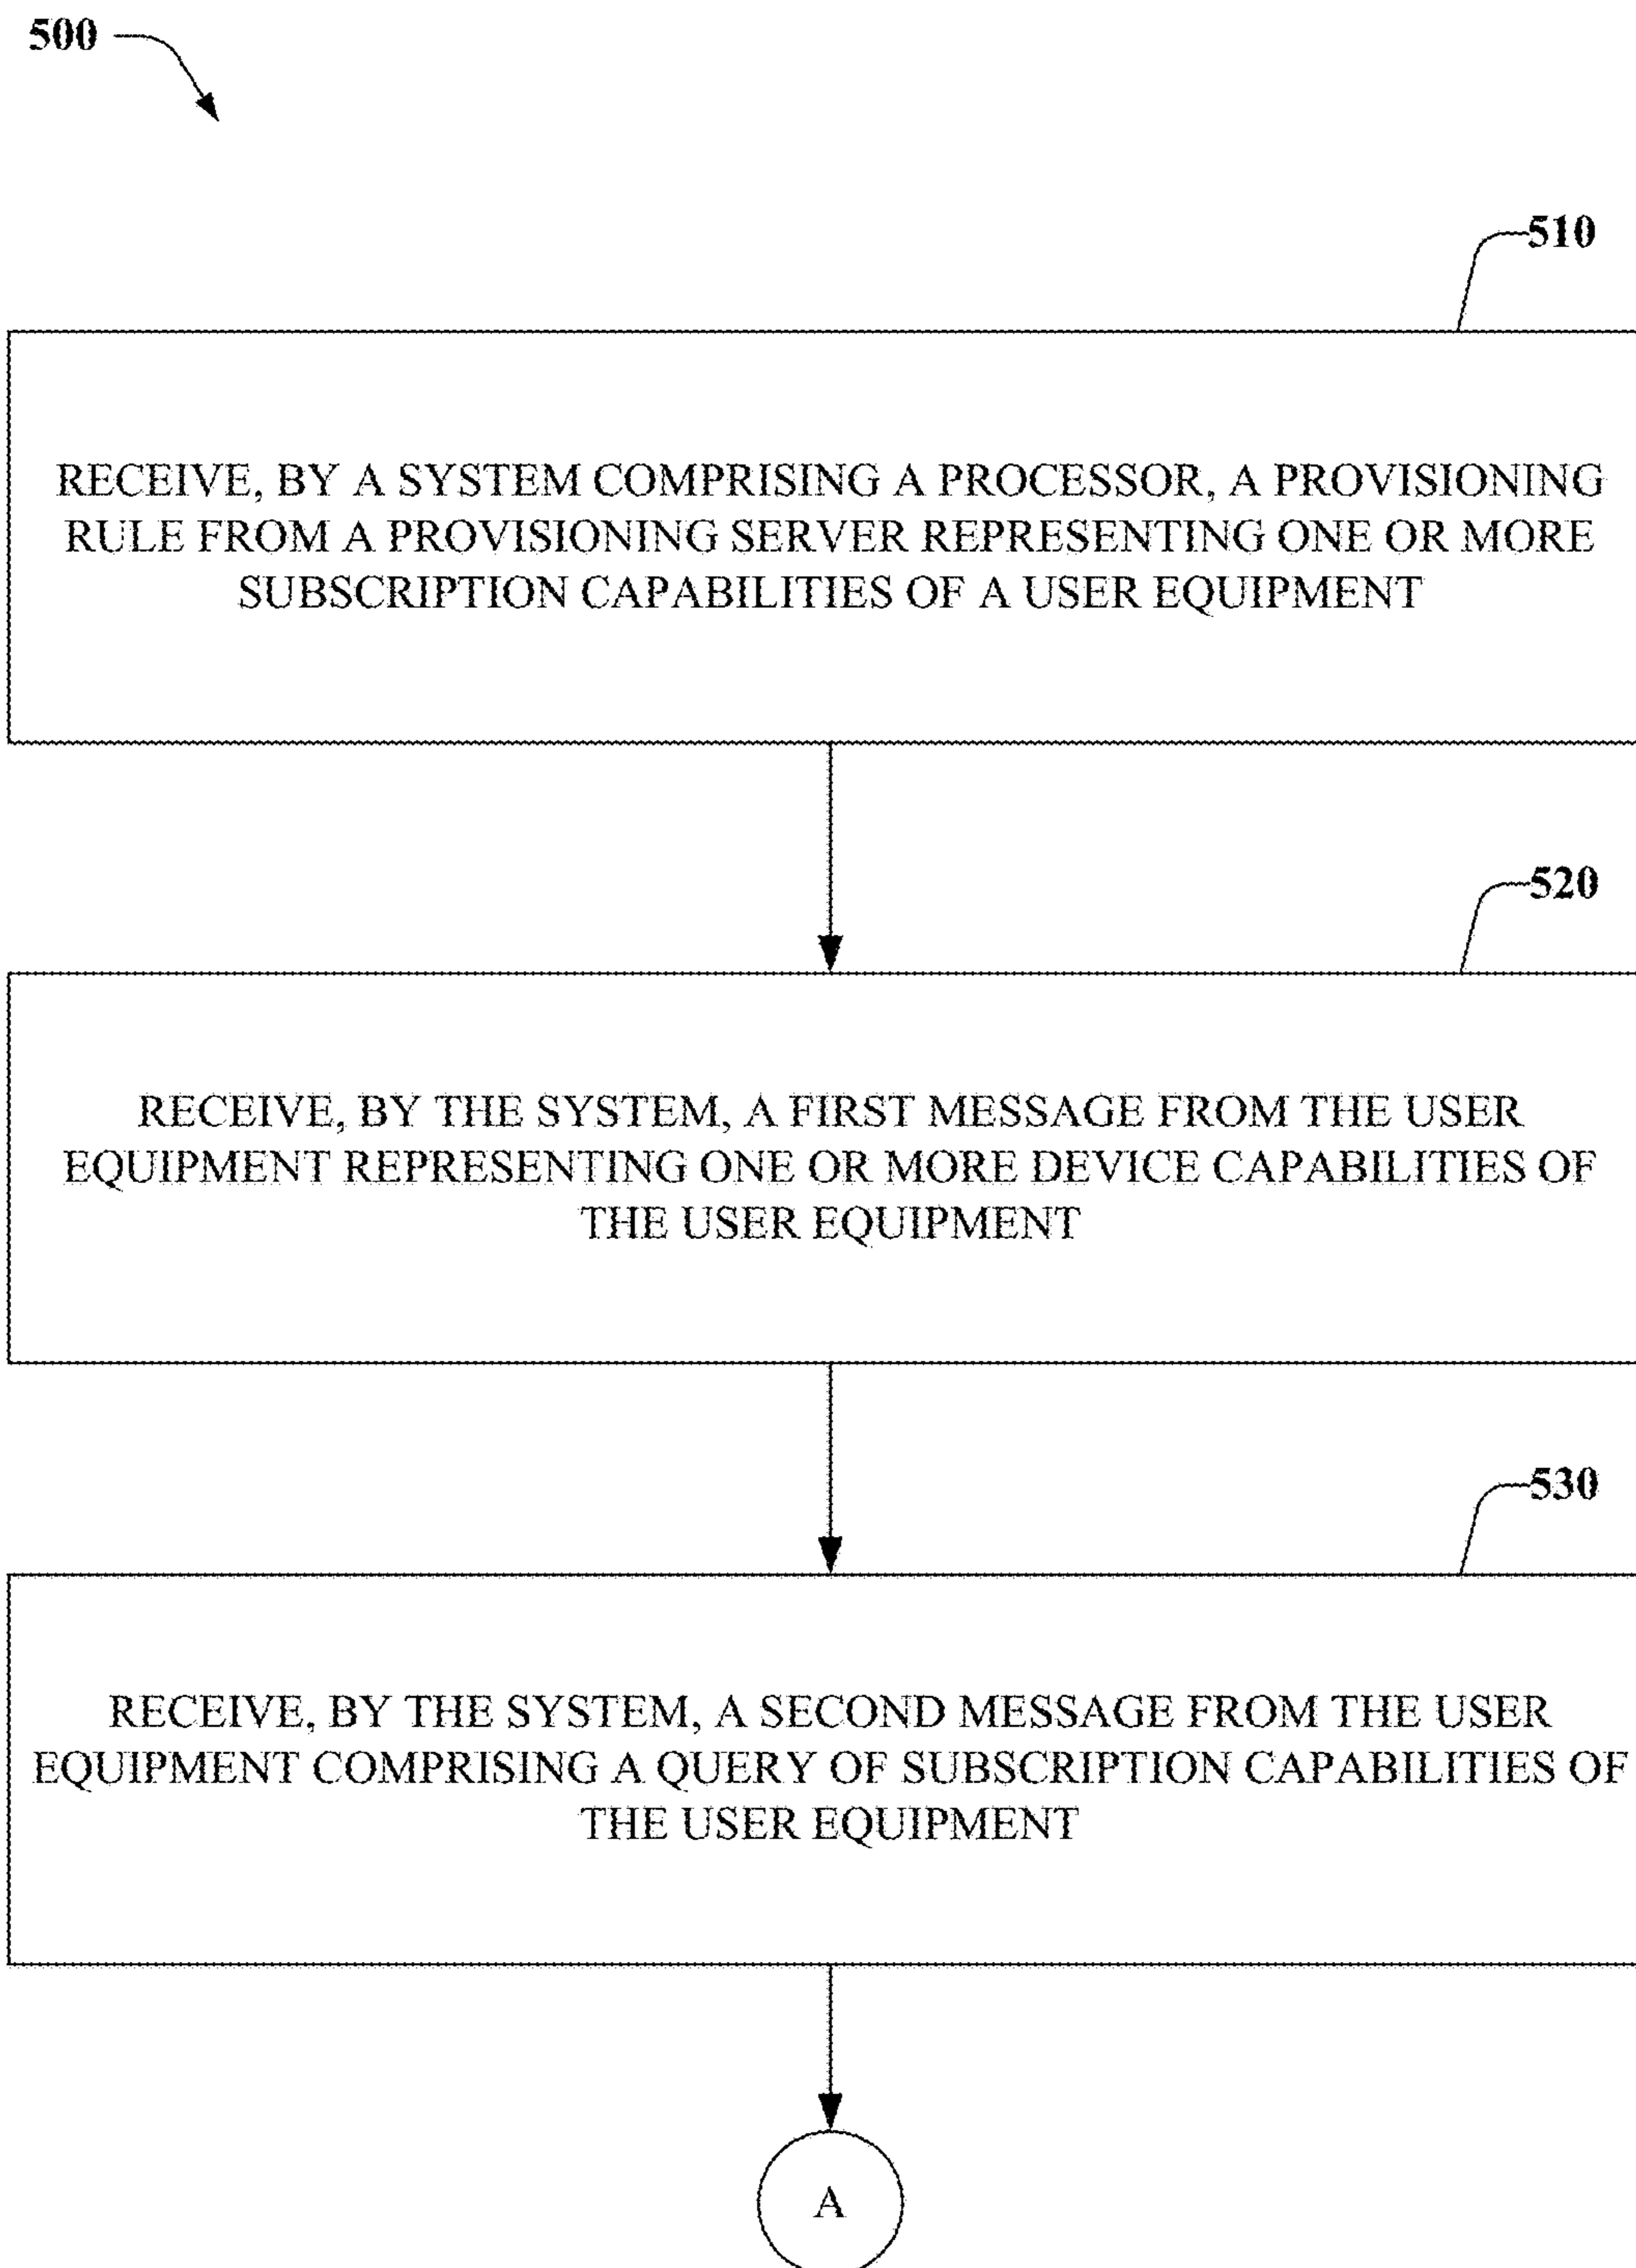 500
510
RECEIVE, BY A SYSTEM COMPRISING A PROCESSOR, A PROVISIONING
RULE FROM A PROVISIONING SERVER REPRESENTING ONE OR MORE
SUBSCRIPTION CAPABILITIES OF A USER EQUIPMENT
520
RECEIVE, BY THE SYSTEM, A FIRST MESSAGE FROM THE USER
EQUIPMENT REPRESENTING ONE OR MORE DEVICE CAPABILITIES OF
THE USER EQUIPMENT
530
RECEIVE, BY THE SYSTEM, A SECOND MESSAGE FROM THE USER
EQUIPMENT COMPRISING A QUERY OF SUBSCRIPTION CAPABILITIES OF
THE USER EQUIPMENT
A